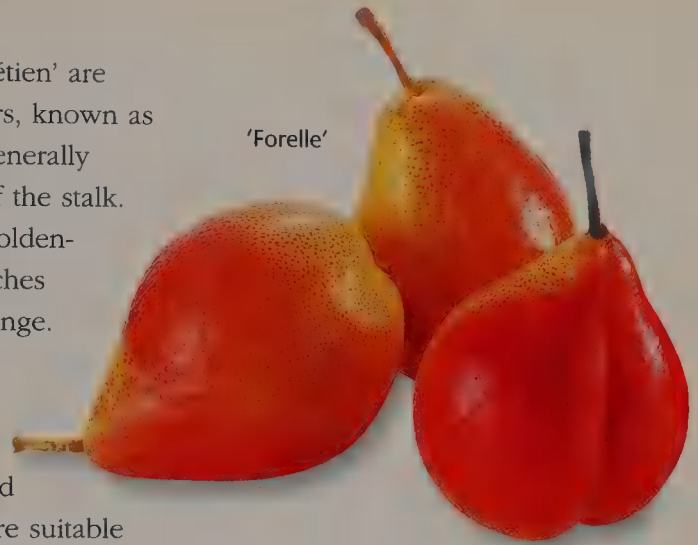 étien' are
rs, known as
enerally
f the stalk.
olden-
ches
nge.
d
re suitable
'Forelle'